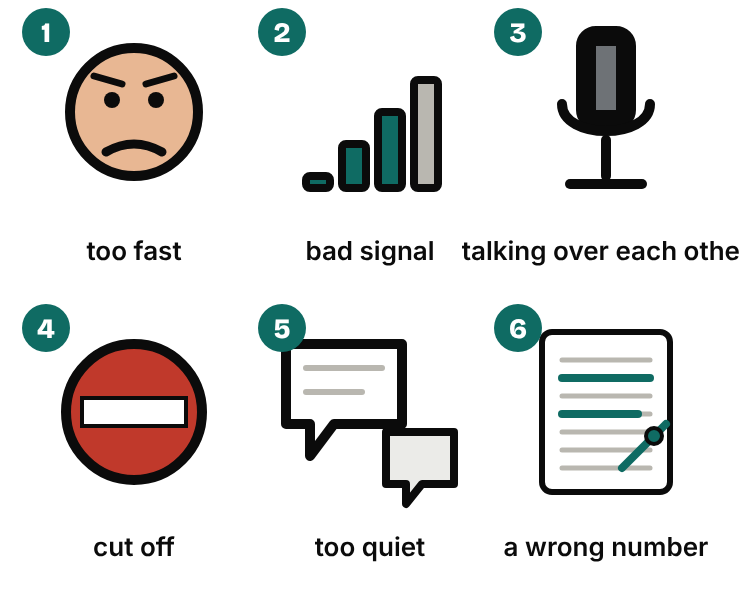 1
too fast
2
bad signal
3
talking over each othe
4
cut off
5
too quiet
6
a wrong number